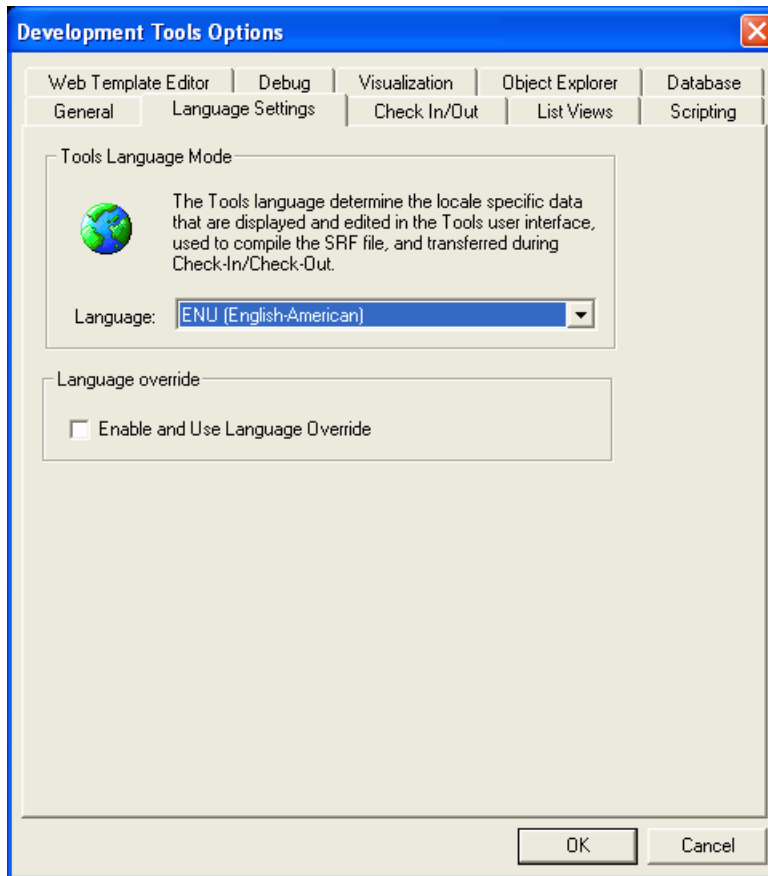 Development Tools Options
Web Template Editor Debug Visualization Object Explorer Database
General Language Settings Check In/Out List Views Scripting
Tools Language Mode
The Tools language determine the locale specific data
that are displayed and edited in the Tools user interface,
used to compile the SRF file, and transferred during
Check-In/Check-Out.
Language: ENU (English-American)
Language override
Enable and Use Language Override
OK Cancel